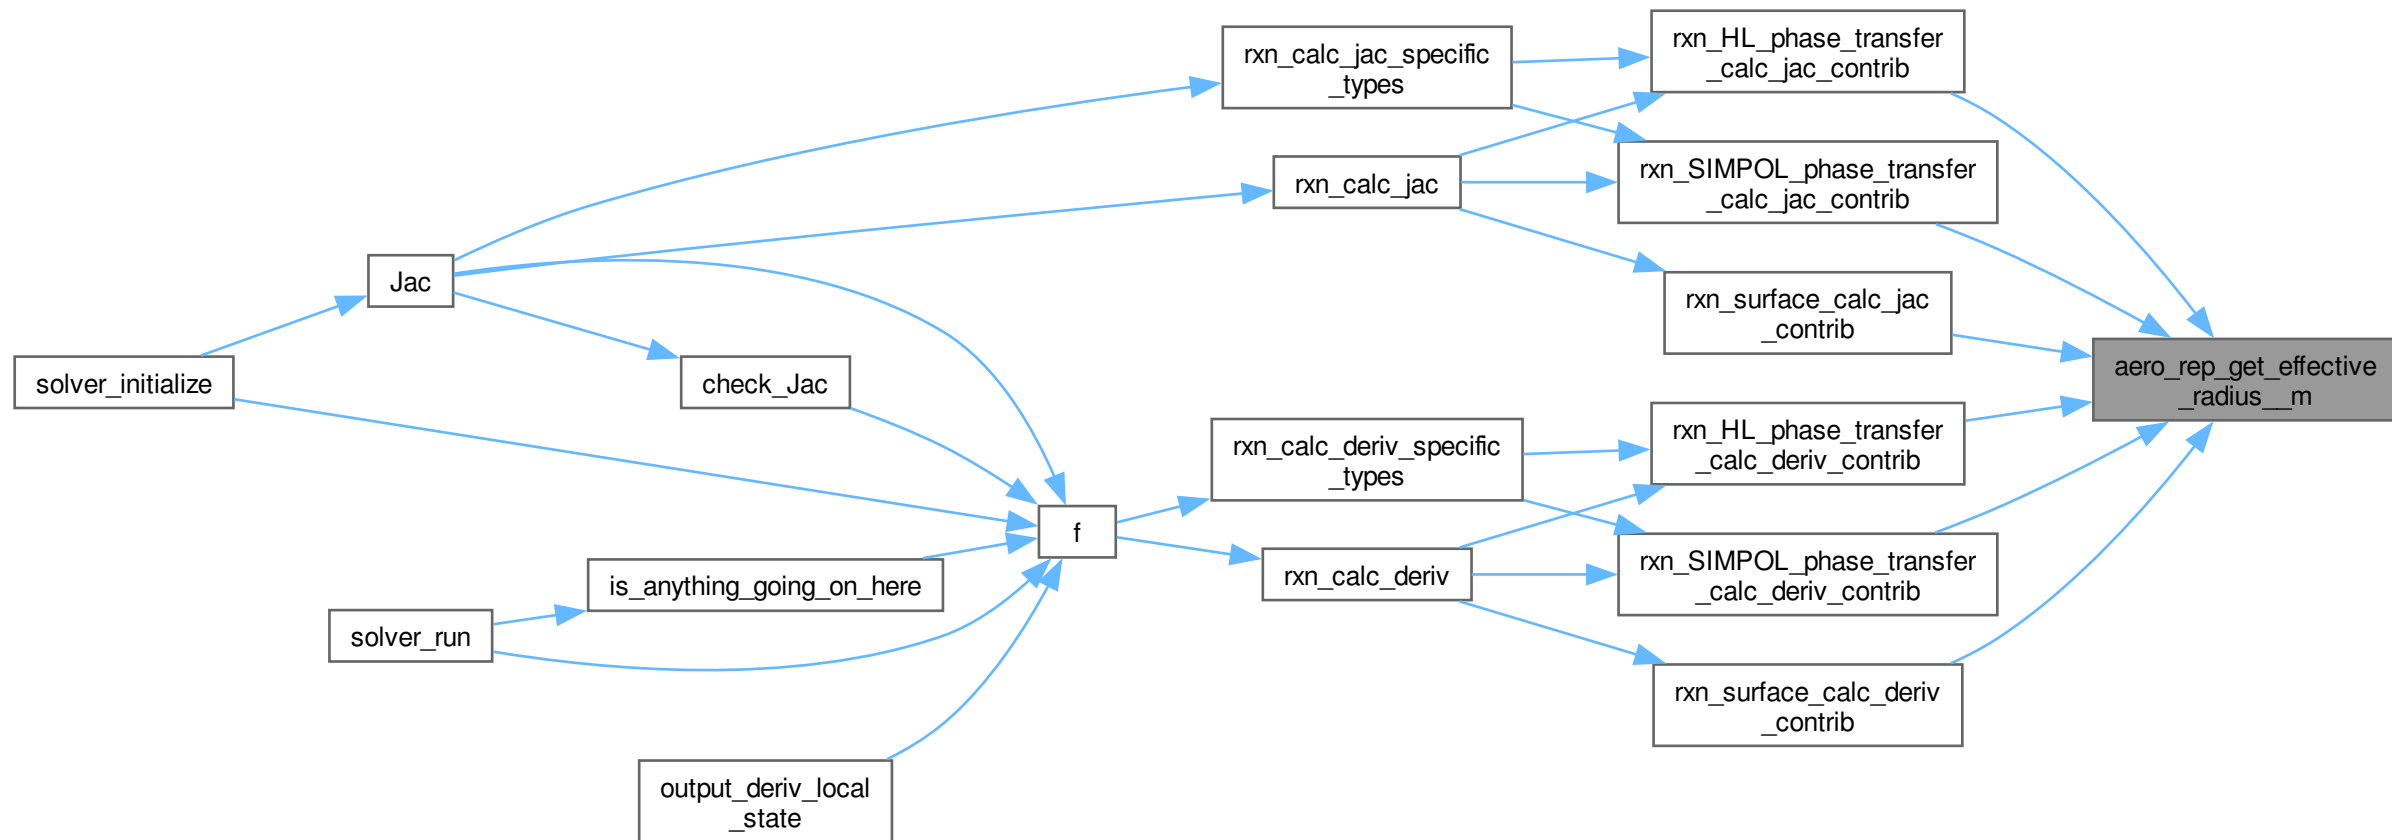 rxn_HL_phase_transfer
_calc_jac_contrib
rxn_calc_jac_specific
_types
rxn_SIMPOL_phase_transfer
_calc_jac_contrib
rxn_calc_jac
Jac
rxn_surface_calc_jac
_contrib
solver_initialize
check_Jac
aero_rep_get_effective
_radius__m
rxn_calc_deriv_specific
_types
rxn_HL_phase_transfer
_calc_deriv_contrib
f
rxn_SIMPOL_phase_transfer
_calc_deriv_contrib
is_anything_going_on_here
rxn_calc_deriv
solver_run
rxn_surface_calc_deriv
_contrib
output_deriv_local
_state